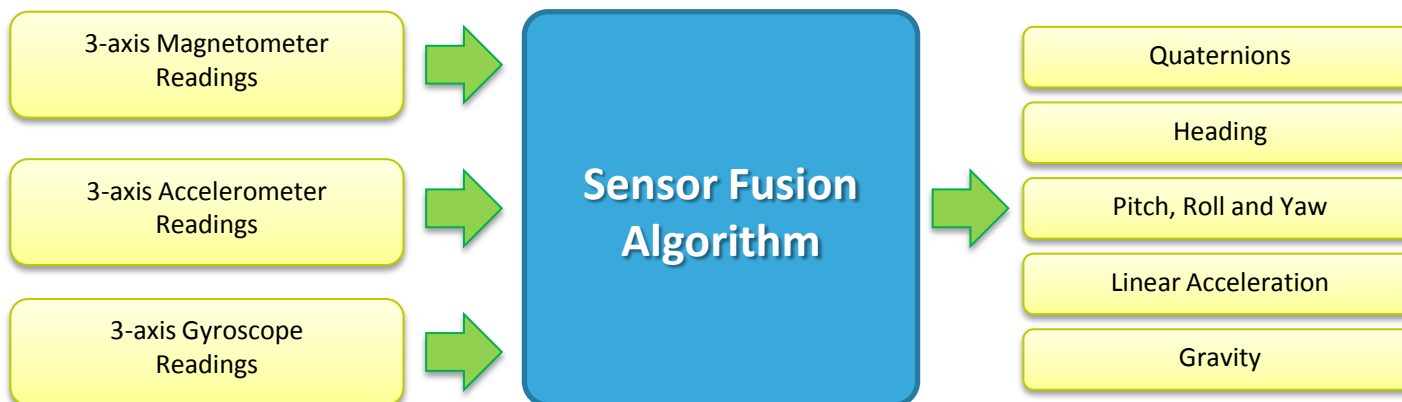 3-axis Magnetometer
Readings
3-axis Accelerometer
Readings
3-axis Gyroscope
Readings
Sensor Fusion
Algorithm
Quaternions
Heading
Pitch, Roll and Yaw
Linear Acceleration
Gravity